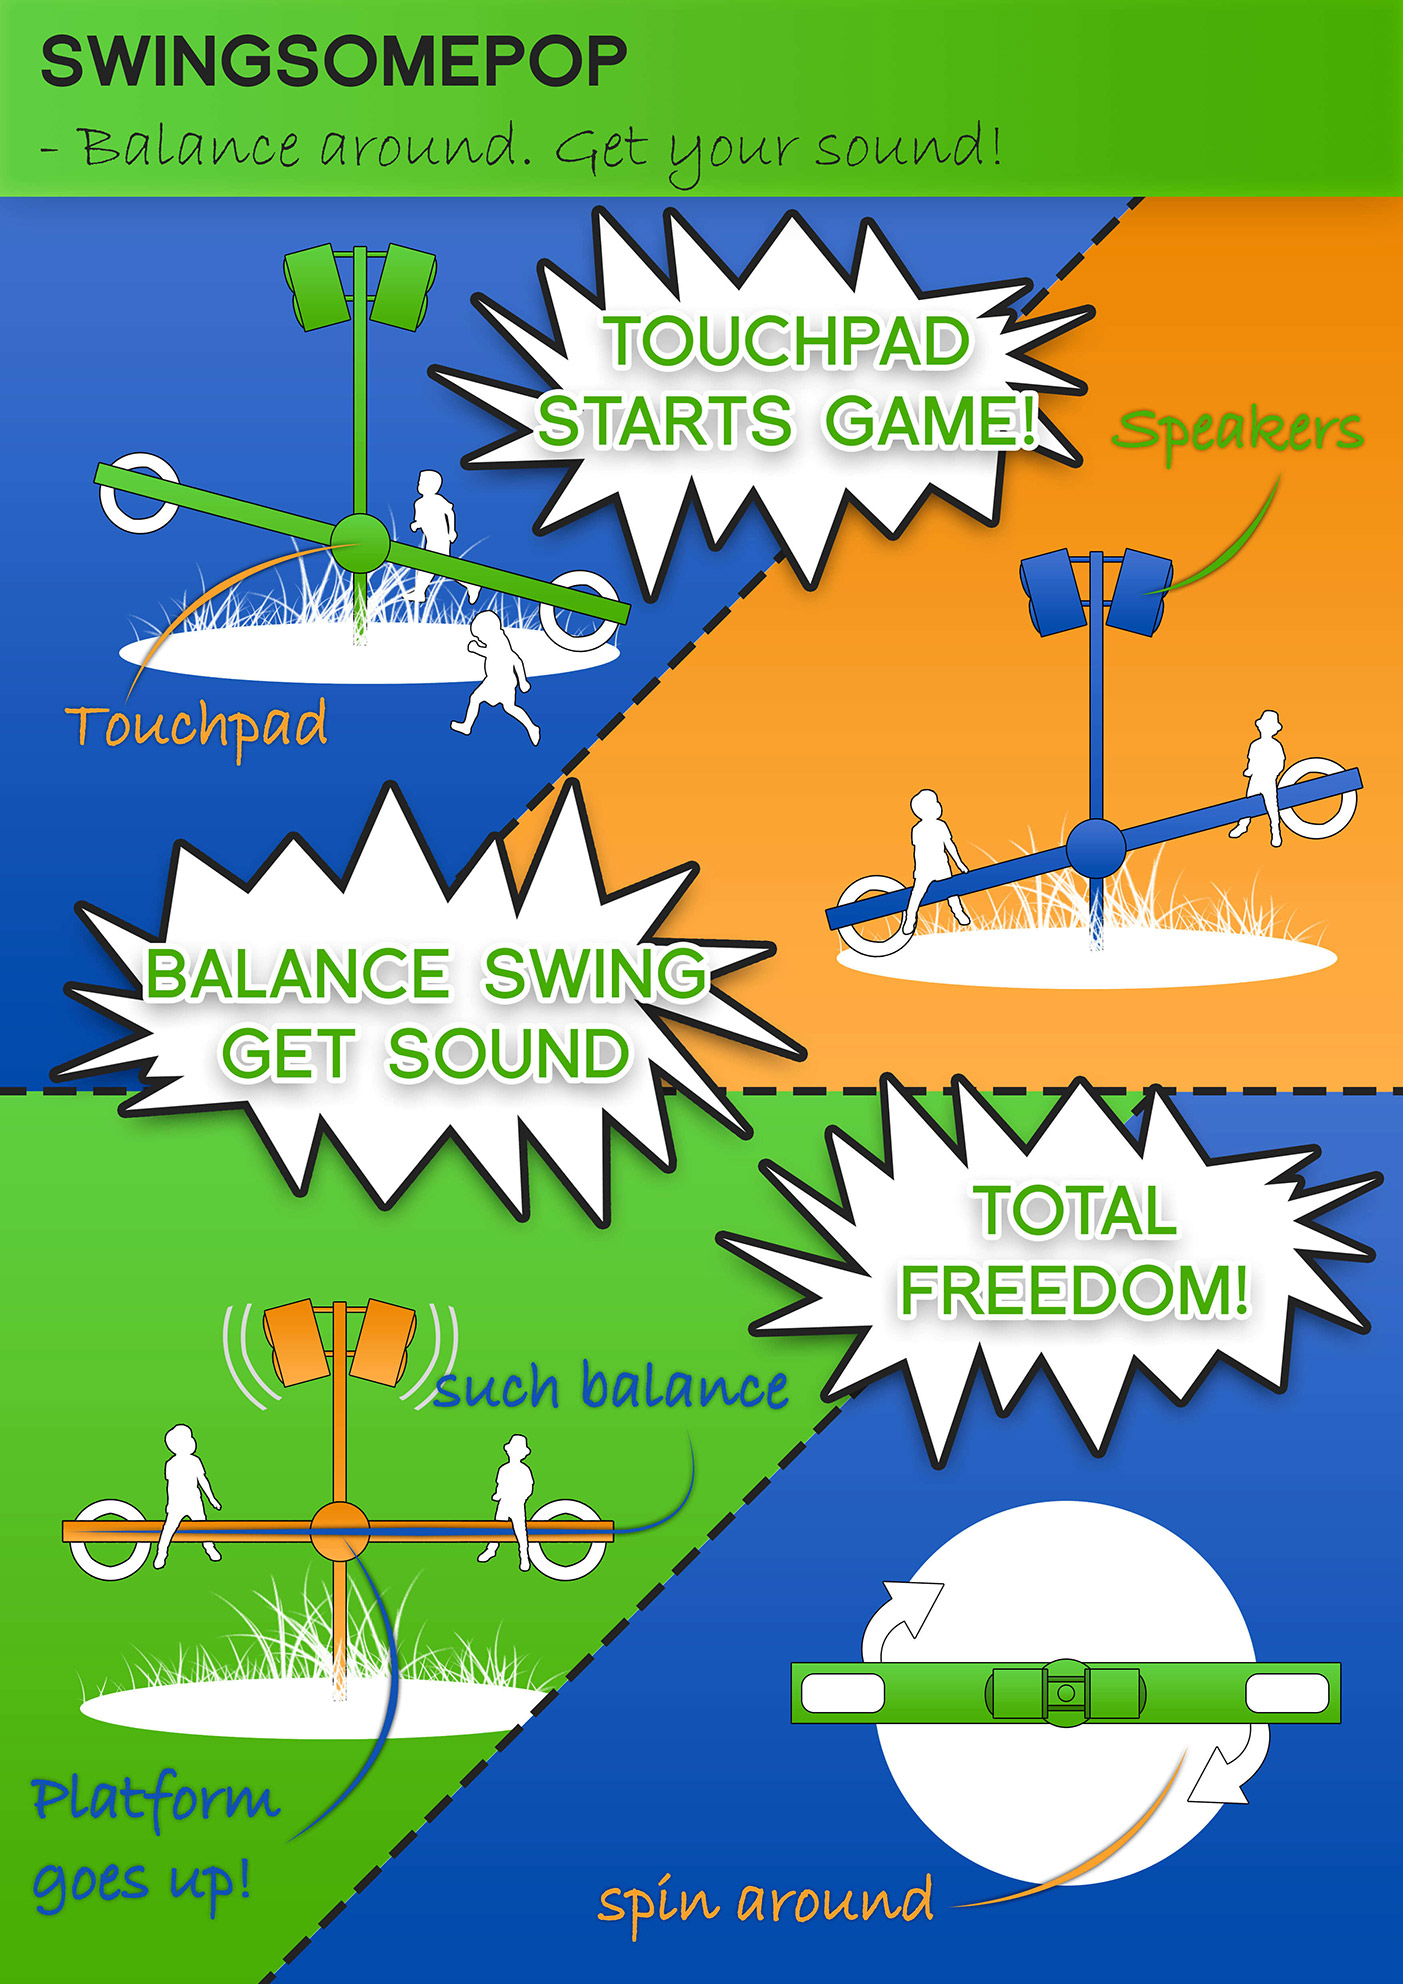 SWINGSOMEPOP
- Balance around. Get your sound!
TOUCHPAD
STARTS GAME!
Speakers
Touchpad
BALANCE SWING
GET SOUND
TOTAL
FREEDOM!
such balance
Platform
goes up!
spin around